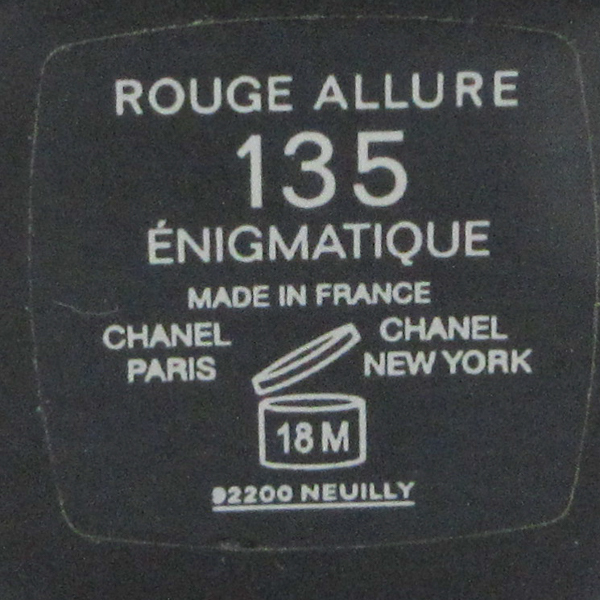 ROUGE ALLURE
135
ÉNIGMATIQUE
MADE IN FRANCE
CHANEL PARIS
CHANEL NEW YORK
18 M
92200 NEUILLY